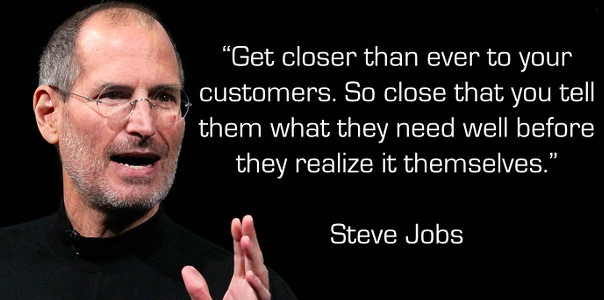 “Get closer than ever to your
customers. So close that you tell
them what they need well before
they realize it themselves.”
Steve Jobs